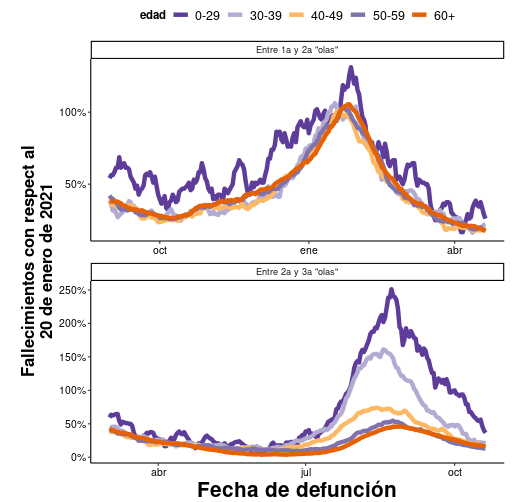 edad 0-29 30-39 40-49 50-59 60+
Entre 1a y 2a "olas"
100%
50%
oct ene abr
Entre 2a y 3a "olas"
250%
200%
150%
100%
50%
0%
abr jul oct
Fallecimientos con respect al
20 de enero de 2021
Fecha de defunción